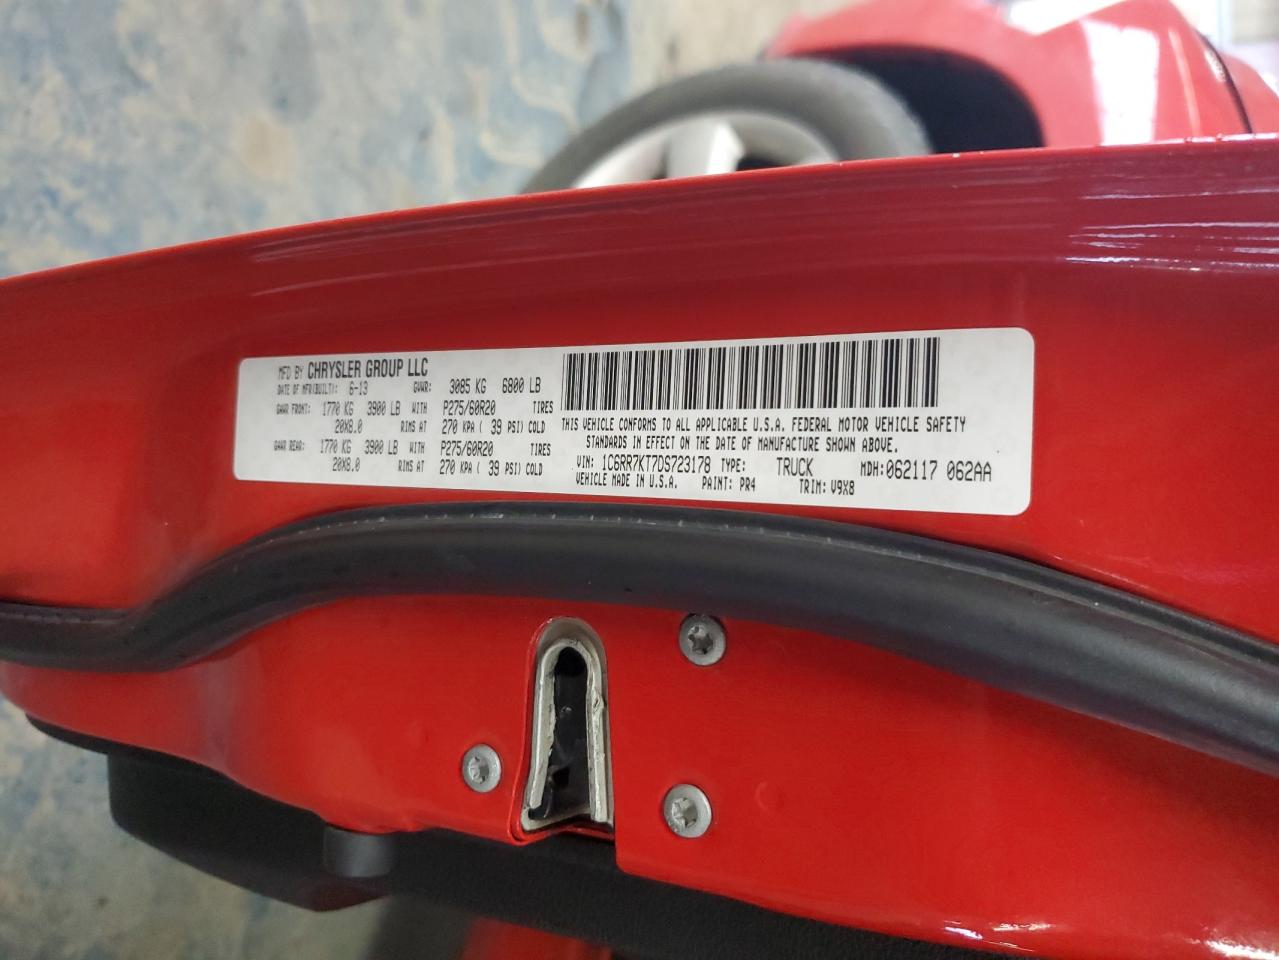 MFD BY CHRYSLER GROUP LLC
DATE OF MFR(BUILT): 6-13 GVWR: 3085 KG 6800 LB
GAWR FRONT: 1770 KG 3900 LB WITH P275/60R20 TIRES
20X8.0 RIMS AT 270 KPA ( 39 PSI) COLD
GAWR REAR: 1770 KG 3900 LB WITH P275/60R20 TIRES
20X8.0 RIMS AT 270 KPA ( 39 PSI) COLD
THIS VEHICLE CONFORMS TO ALL APPLICABLE U.S.A. FEDERAL MOTOR VEHICLE SAFETY
STANDARDS IN EFFECT ON THE DATE OF MANUFACTURE SHOWN ABOVE.
VIN: 1C6RR7KT7DS723178 TYPE: TRUCK MDH:062117 062AA
VEHICLE MADE IN U.S.A. PAINT: PR4 TRIM: V9X8